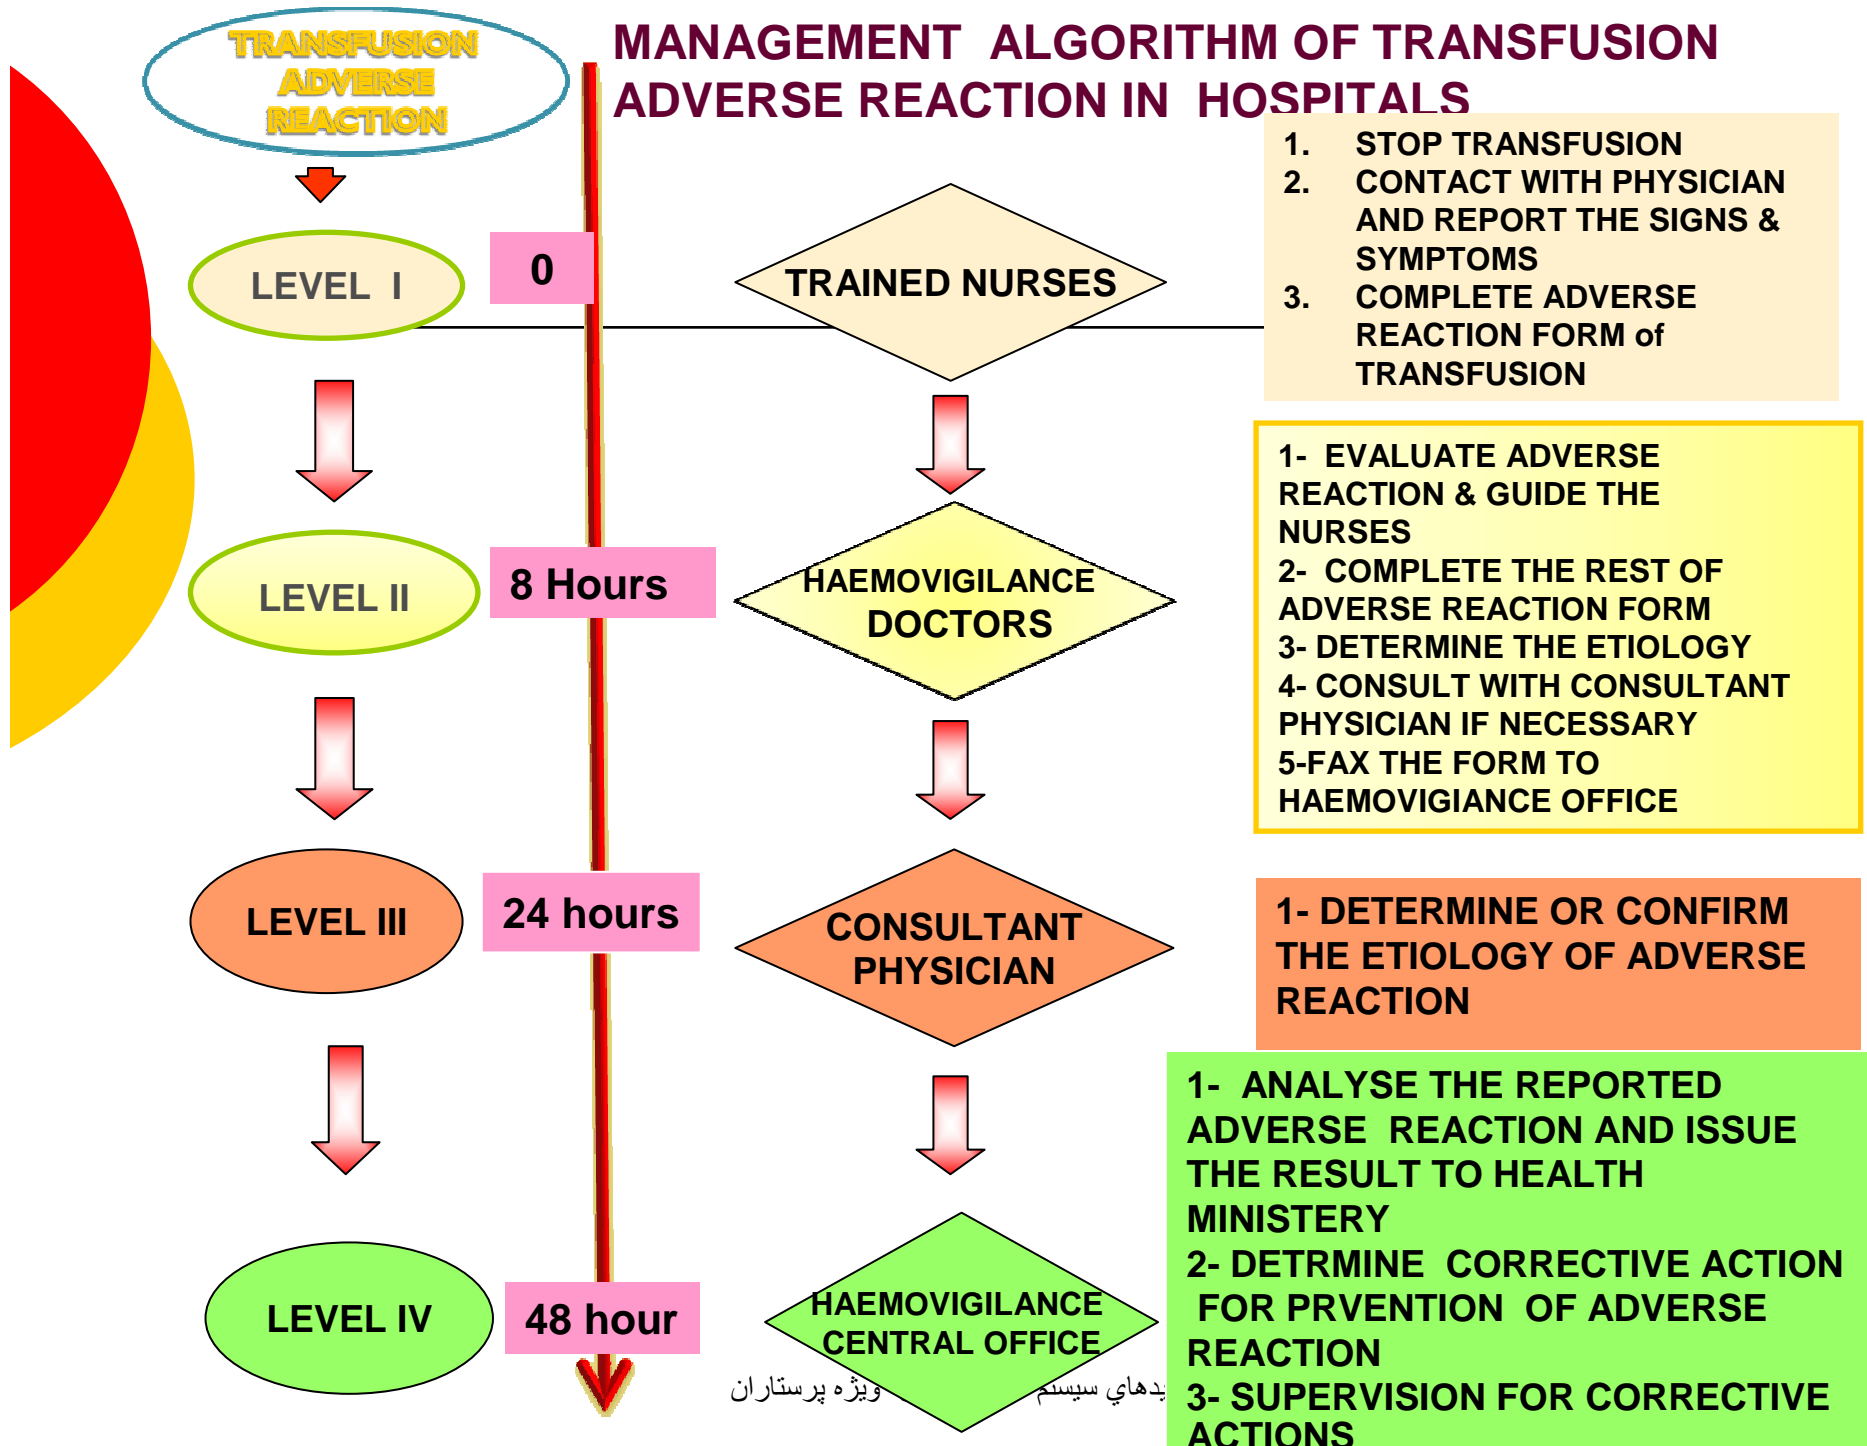 TRANSFUSION
ADVERSE
REACTION
MANAGEMENT ALGORITHM OF TRANSFUSION
ADVERSE REACTION IN HOSPITALS
LEVEL I
0
TRAINED NURSES
1. STOP TRANSFUSION
2. CONTACT WITH PHYSICIAN
AND REPORT THE SIGNS &
SYMPTOMS
3. COMPLETE ADVERSE
REACTION FORM of
TRANSFUSION
LEVEL II
8 Hours
HAEMOVIGILANCE
DOCTORS
1- EVALUATE ADVERSE
REACTION & GUIDE THE
NURSES
2- COMPLETE THE REST OF
ADVERSE REACTION FORM
3- DETERMINE THE ETIOLOGY
4- CONSULT WITH CONSULTANT
PHYSICIAN IF NECESSARY
5-FAX THE FORM TO
HAEMOVIGIANCE OFFICE
LEVEL III
24 hours
CONSULTANT
PHYSICIAN
1- DETERMINE OR CONFIRM
THE ETIOLOGY OF ADVERSE
REACTION
LEVEL IV
48 hour
HAEMOVIGILANCE
CENTRAL OFFICE
1- ANALYSE THE REPORTED
ADVERSE REACTION AND ISSUE
THE RESULT TO HEALTH
MINISTERY
2- DETRMINE CORRECTIVE ACTION
FOR PRVENTION OF ADVERSE
REACTION
3- SUPERVISION FOR CORRECTIVE
ACTIONS
سيستم ويژه پرستاران